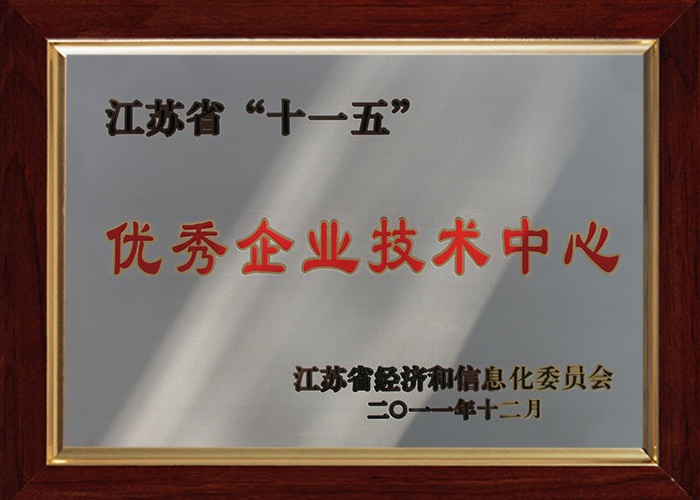 江苏省“十一五”
优秀企业技术中心
江苏省经济和信息化委员会
二〇一一年十二月